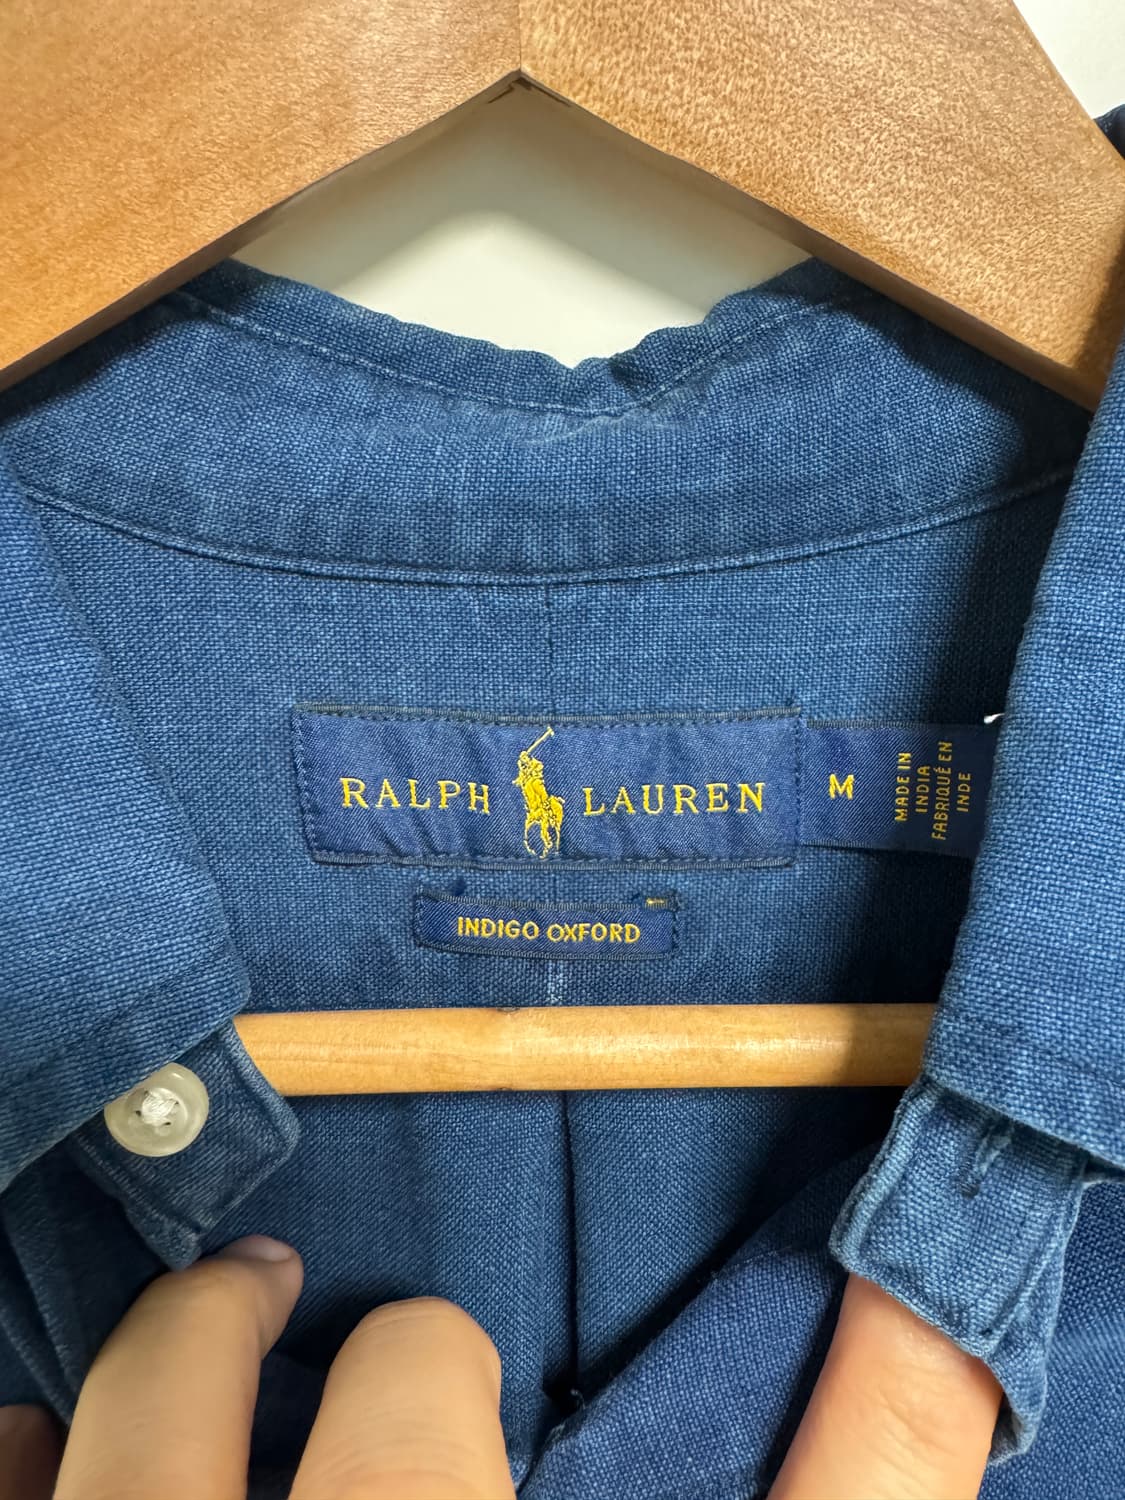 RALPH LAUREN
M
MADE IN
INDIA
FABRIQUÉ EN
INDE
INDIGO OXFORD